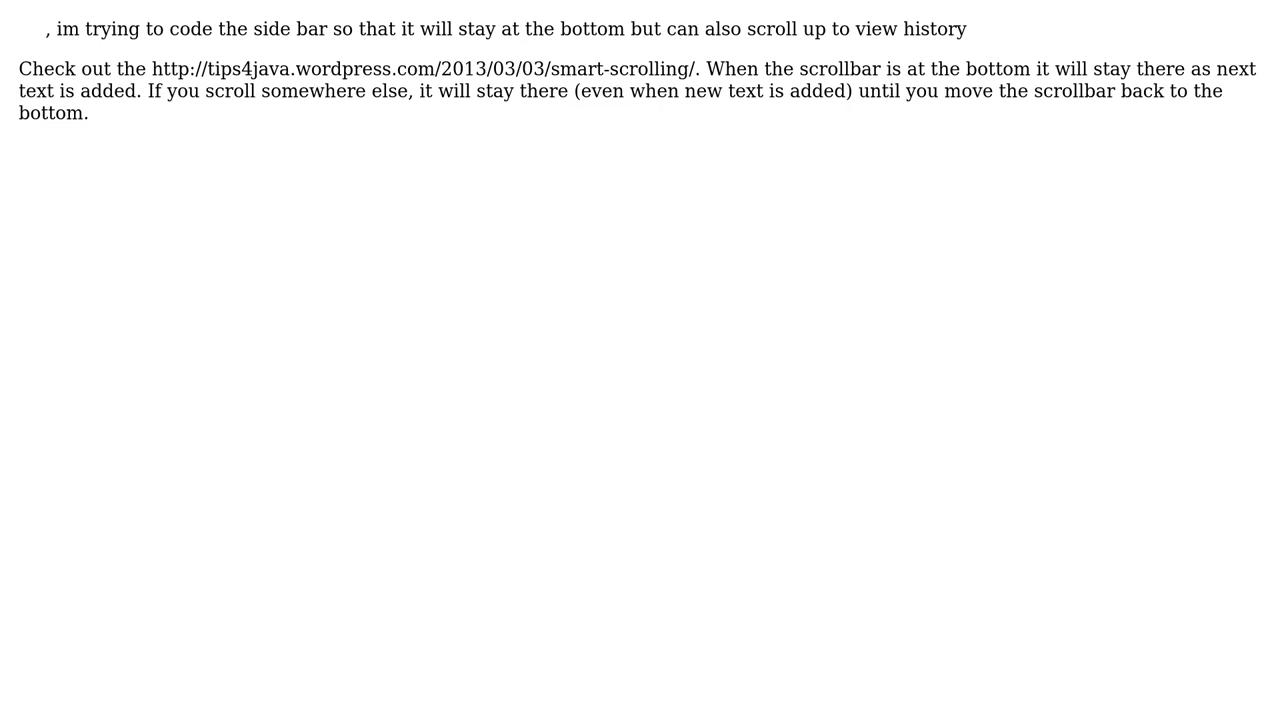 , im trying to code the side bar so that it will stay at the bottom but can also scroll up to view history
Check out the http://tips4java.wordpress.com/2013/03/03/smart-scrolling/. When the scrollbar is at the bottom it will stay there as next
text is added. If you scroll somewhere else, it will stay there (even when new text is added) until you move the scrollbar back to the
bottom.